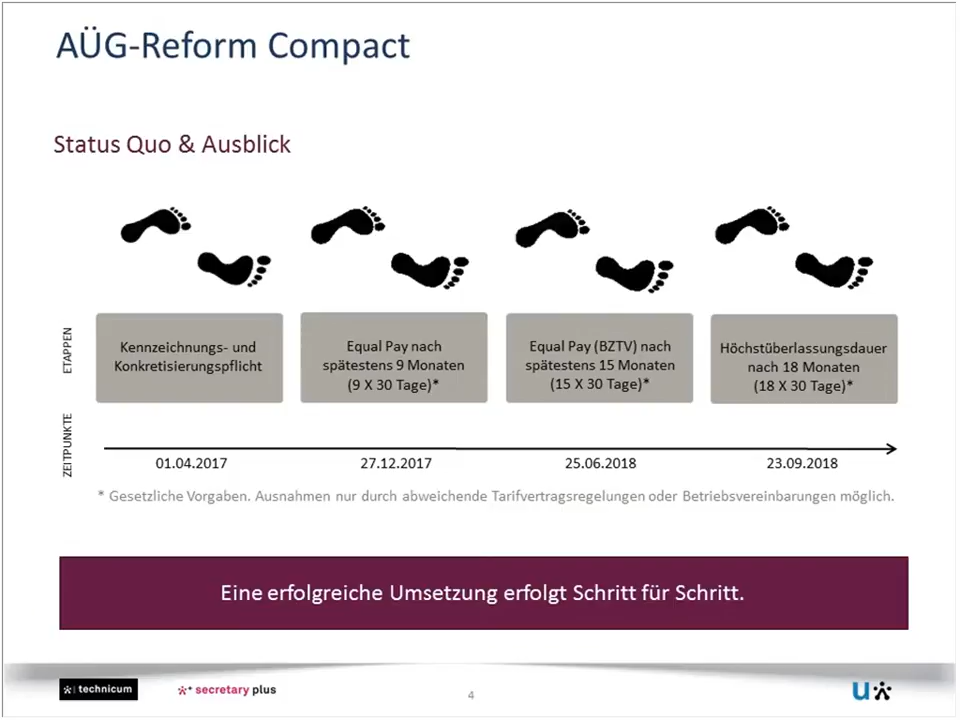 AÜG-Reform Compact
Status Quo & Ausblick
ETAPPEN
Kennzeichnungs- und
Konkretisierungspflicht
Equal Pay nach
spätestens 9 Monaten
(9 X 30 Tage)*
Equal Pay (BZTV) nach
spätestens 15 Monaten
(15 X 30 Tage)*
Höchstüberlassungsdauer
nach 18 Monaten
(18 X 30 Tage)*
ZEITPUNKTE
01.04.2017
27.12.2017
25.06.2018
23.09.2018
* Gesetzliche Vorgaben. Ausnahmen nur durch abweichende Tarifvertragsregelungen oder Betriebsvereinbarungen möglich.
Eine erfolgreiche Umsetzung erfolgt Schritt für Schritt.
technicum
secretary plus
4
U